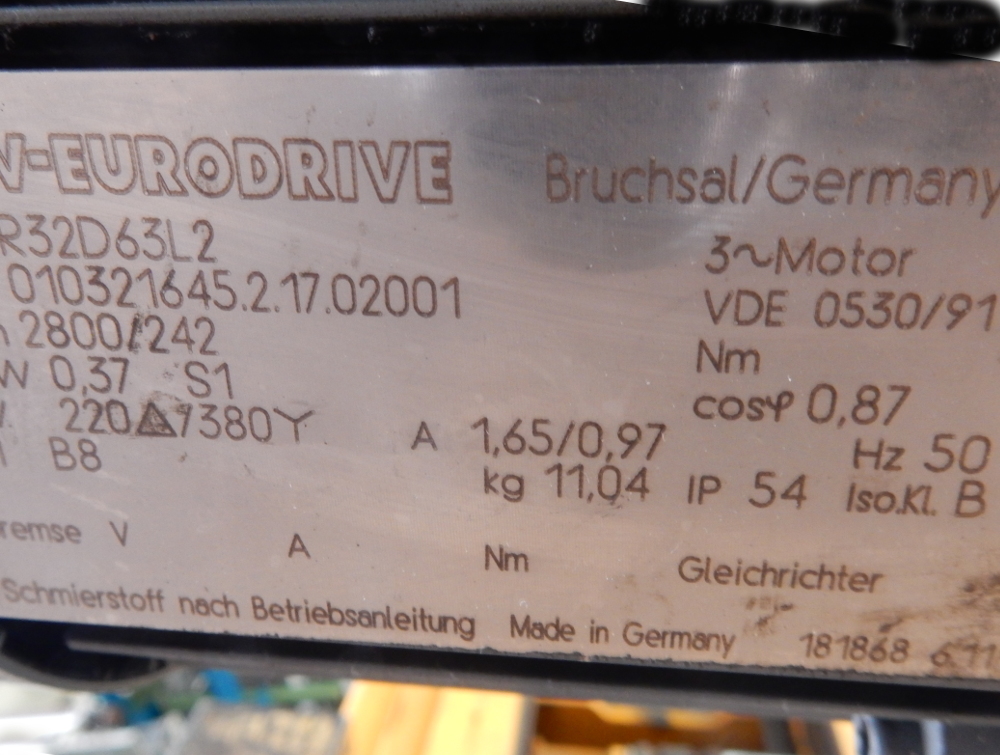 W-EURODRIVE Bruchsal/Germany
R32D63L2 3~Motor
010321645.2.17.02001 VDE 0530/91
n 2800/242 Nm
W 0,37 S1 cosφ 0,87
V 220△/380Y A 1,65/0,97 Hz 50
B8 kg 11,04 IP 54 Iso.Kl. B
remse V A Nm Gleichrichter
Schmierstoff nach Betriebsanleitung Made in Germany 181868